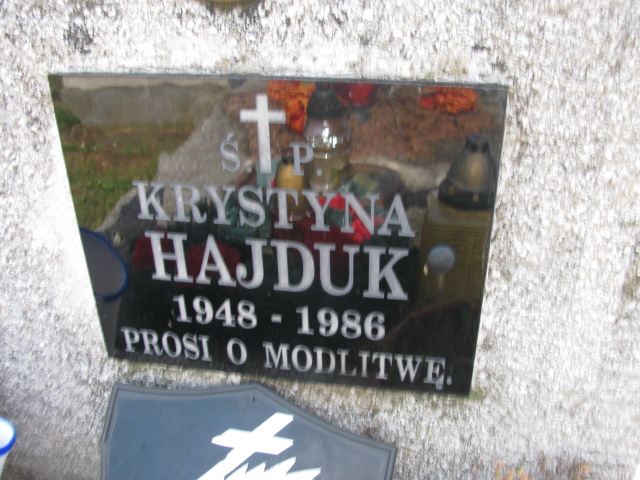 Ś. P.
KRYSTYNA
HAJDUK
1948 - 1986
PROSI O MODLITWĘ.